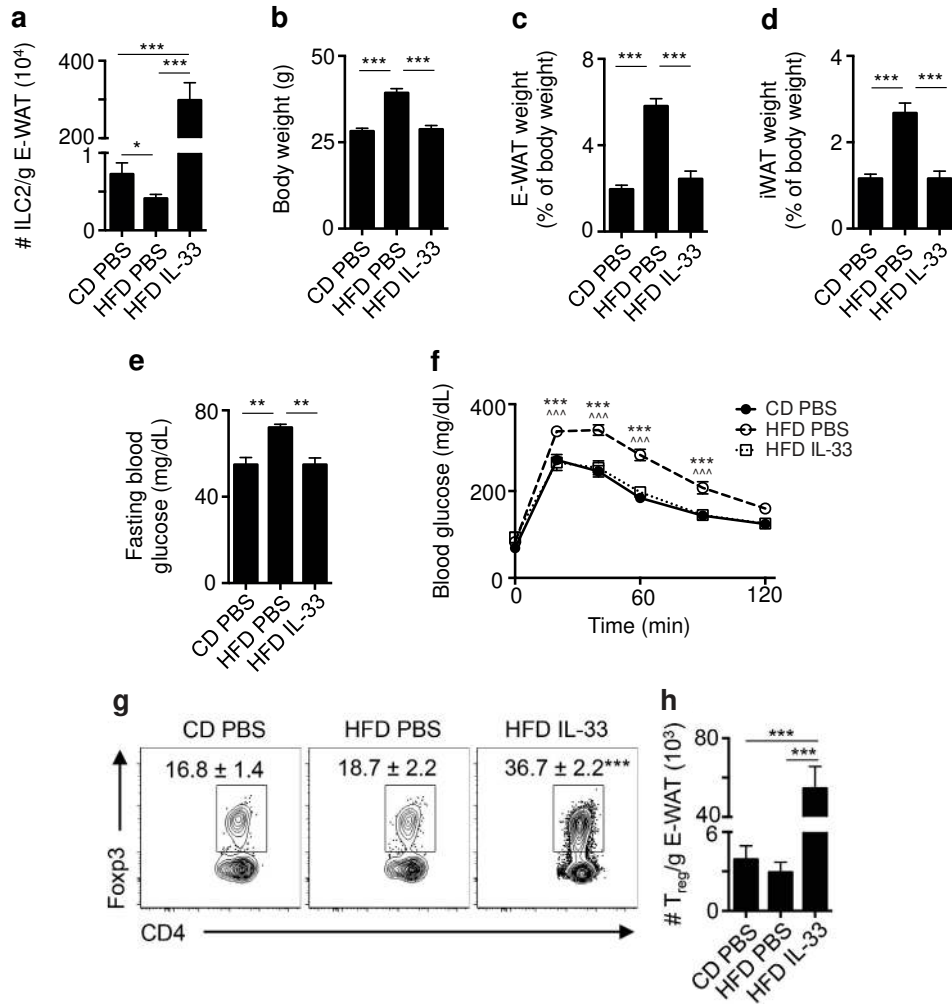 a
# ILC2/g E-WAT (10⁴)
400
200
1
0
***
***
*
CD PBS
HFD PBS
HFD IL-33
b
Body weight (g)
50
25
0
***
***
CD PBS
HFD PBS
HFD IL-33
c
E-WAT weight
(% of body weight)
8
4
0
***
***
CD PBS
HFD PBS
HFD IL-33
d
iWAT weight
(% of body weight)
4
2
0
***
***
CD PBS
HFD PBS
HFD IL-33
e
Fasting blood
glucose (mg/dL)
80
40
0
**
**
CD PBS
HFD PBS
HFD IL-33
f
Blood glucose (mg/dL)
400
200
0
***
^^^
***
^^^
***
^^^
***
^^^
CD PBS
HFD PBS
HFD IL-33
0
60
120
Time (min)
g
CD PBS
HFD PBS
HFD IL-33
16.8 ± 1.4
18.7 ± 2.2
36.7 ± 2.2***
Foxp3
CD4
h
# Treg/g E-WAT (10³)
80
40
6
0
***
***
CD PBS
HFD PBS
HFD IL-33